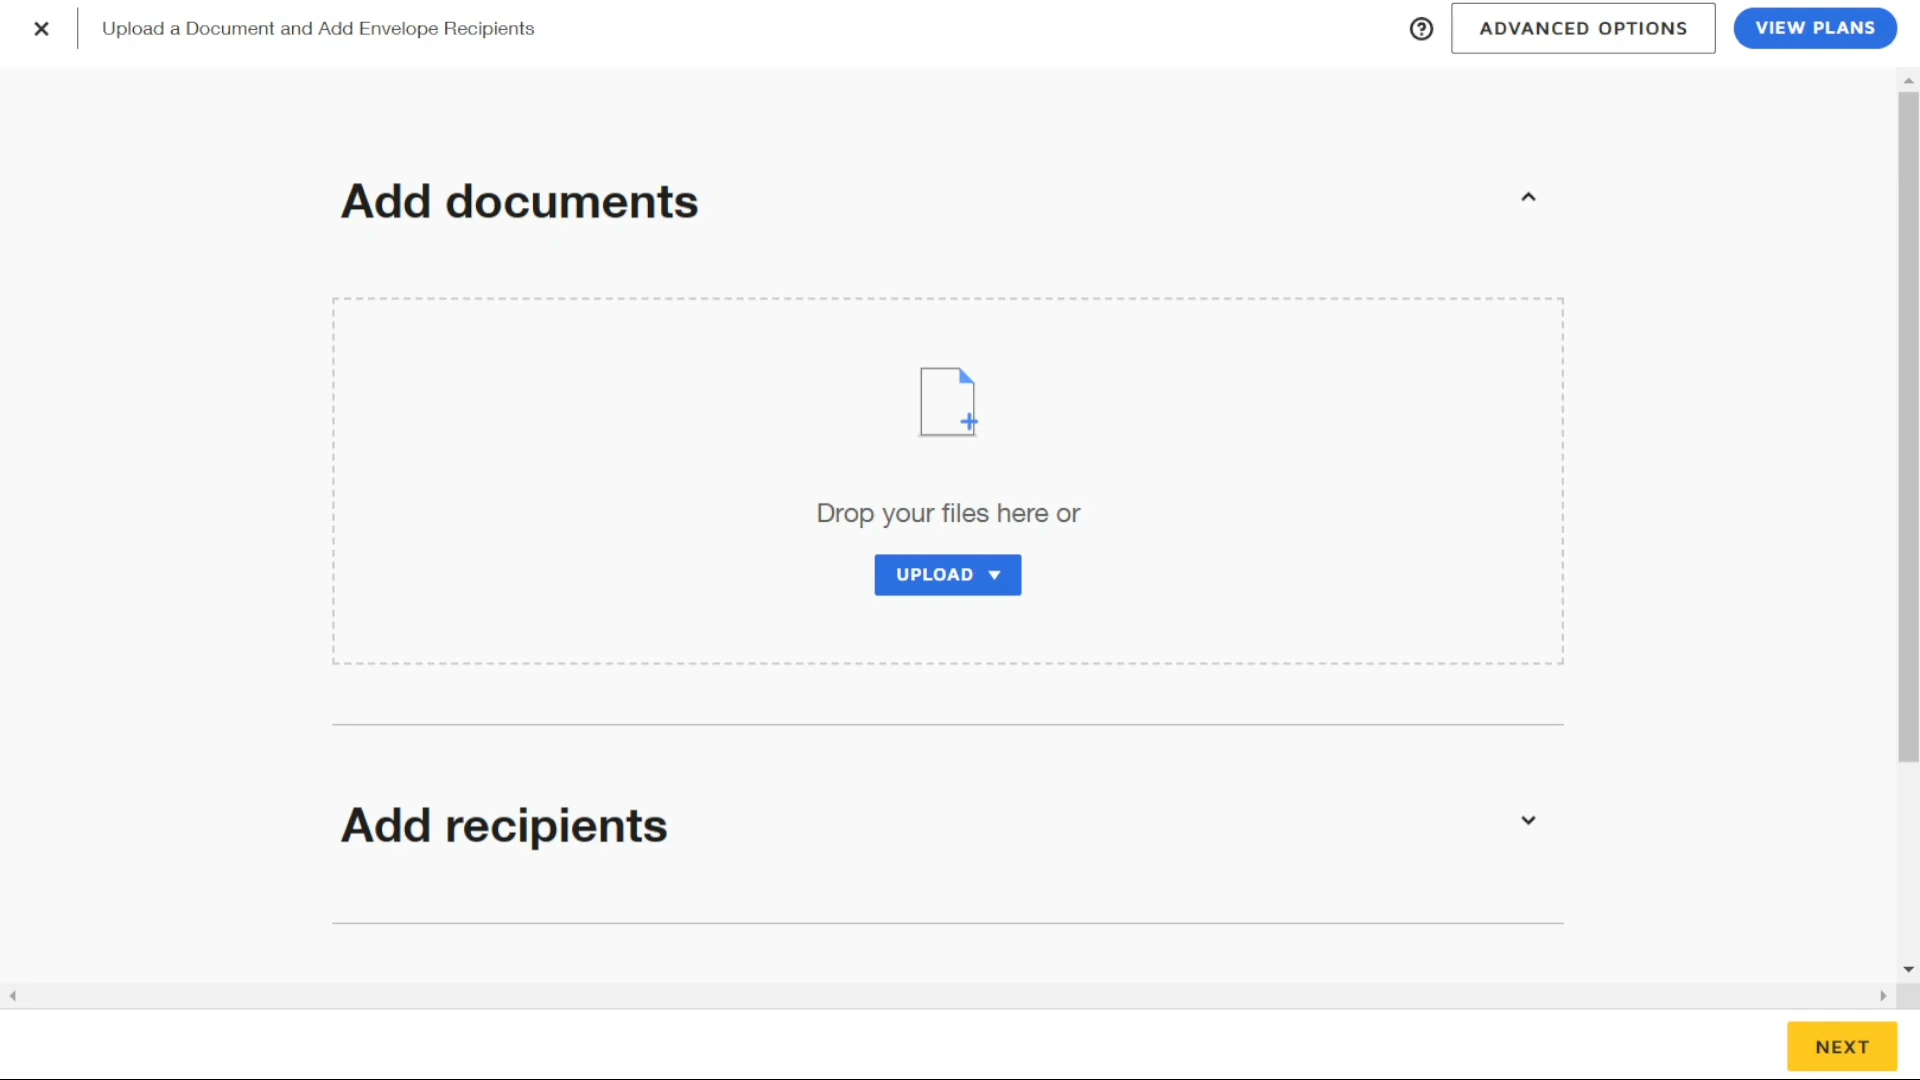 Upload a Document and Add Envelope Recipients
ADVANCED OPTIONS
VIEW PLANS
Add documents
Drop your files here or
UPLOAD
Add recipients
NEXT